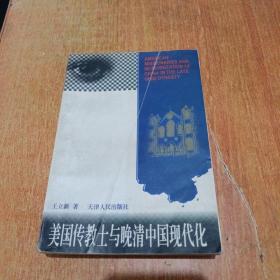 AMERICAN
MISSIONARIES AND
MODERNIZATION OF
CHINA IN THE LATE
QING DYNASTY
王立新 著 天津人民出版社
美国传教士与晚清中国现代化